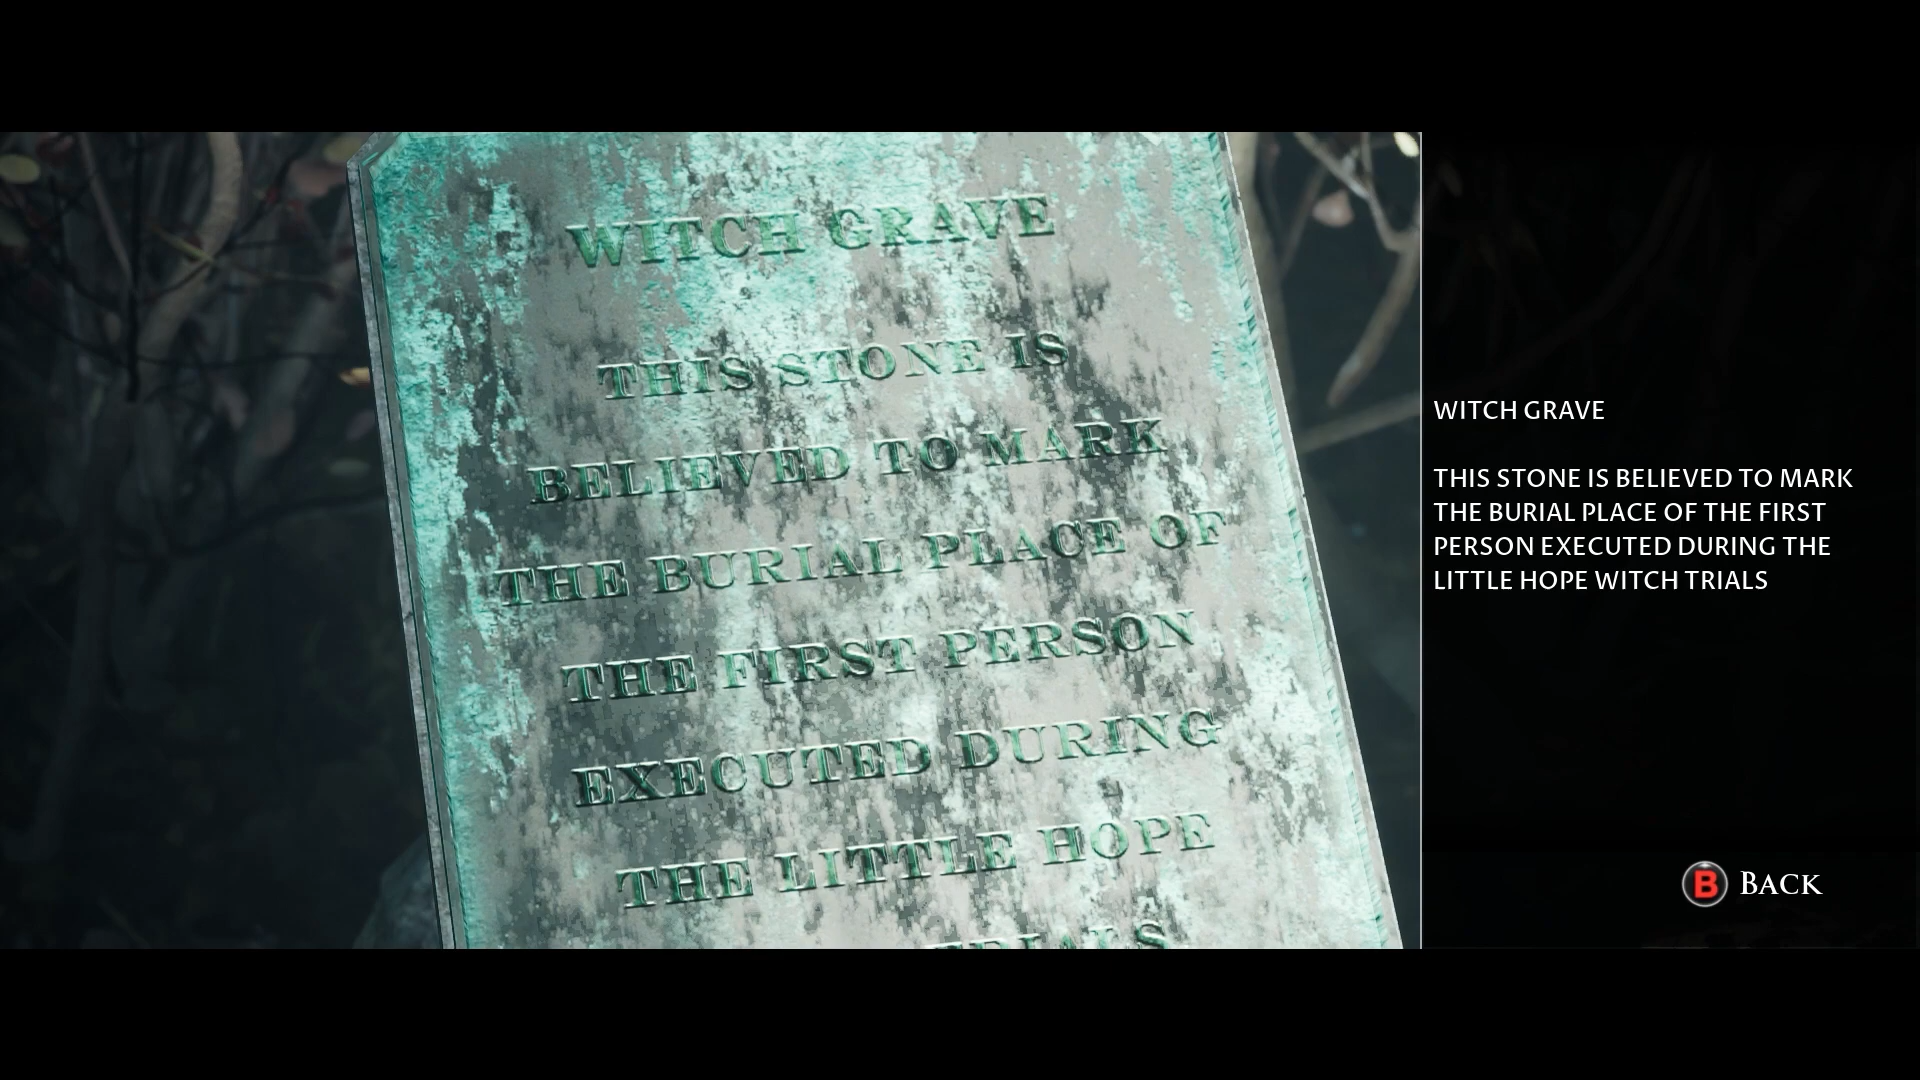 WITCH GRAVE
THIS STONE IS
BELIEVED TO MARK
THE BURIAL PLACE OF
THE FIRST PERSON
EXECUTED DURING
THE LITTLE HOPE
TRIALS
WITCH GRAVE
THIS STONE IS BELIEVED TO MARK
THE BURIAL PLACE OF THE FIRST
PERSON EXECUTED DURING THE
LITTLE HOPE WITCH TRIALS
B BACK